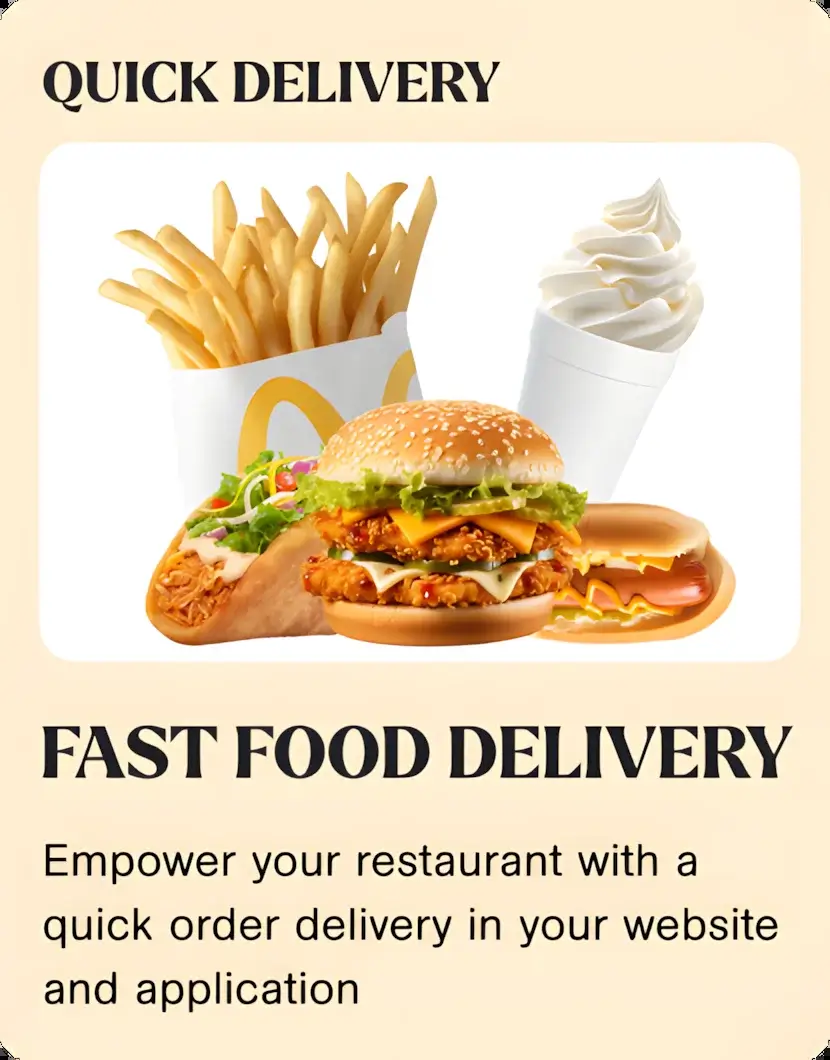 QUICK DELIVERY
FAST FOOD DELIVERY
Empower your restaurant with a
quick order delivery in your website
and application